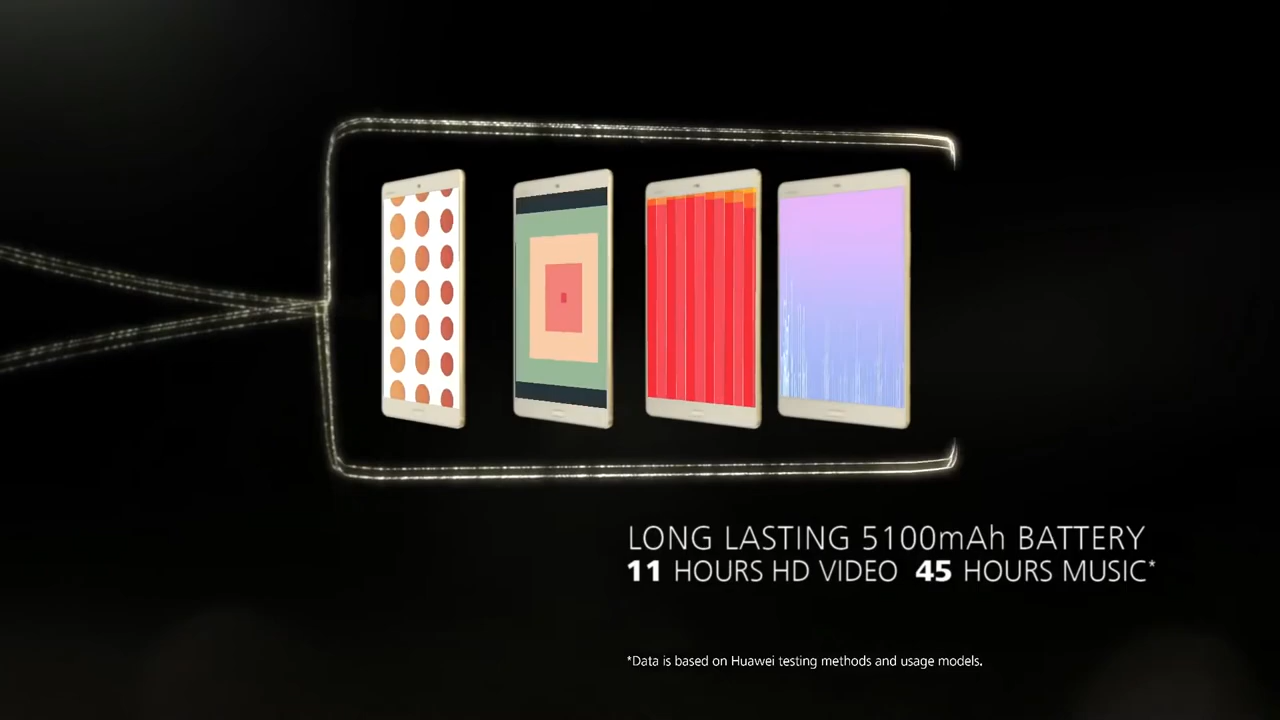 LONG LASTING 5100mAh BATTERY
11 HOURS HD VIDEO 45 HOURS MUSIC*
*Data is based on Huawei testing methods and usage models.